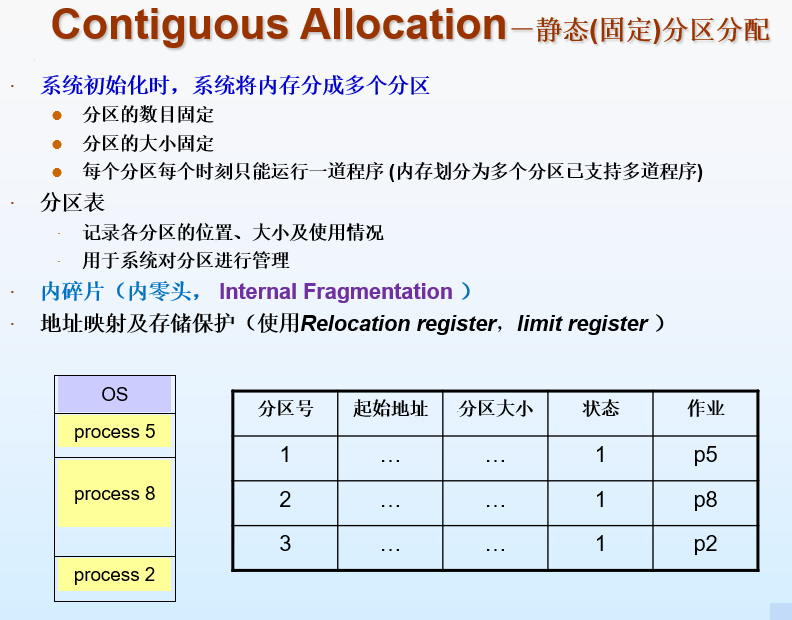 Contiguous Allocation－静态(固定)分区分配
系统初始化时，系统将内存分成多个分区
分区的数目固定
分区的大小固定
每个分区每个时刻只能运行一道程序 (内存划分为多个分区已支持多道程序)
分区表
记录各分区的位置、大小及使用情况
用于系统对分区进行管理
内碎片（内零头， Internal Fragmentation ）
地址映射及存储保护（使用Relocation register，limit register ）
OS
process 5
process 8
process 2
分区号 起始地址 分区大小 状态 作业
1 … … 1 p5
2 … … 1 p8
3 … … 1 p2